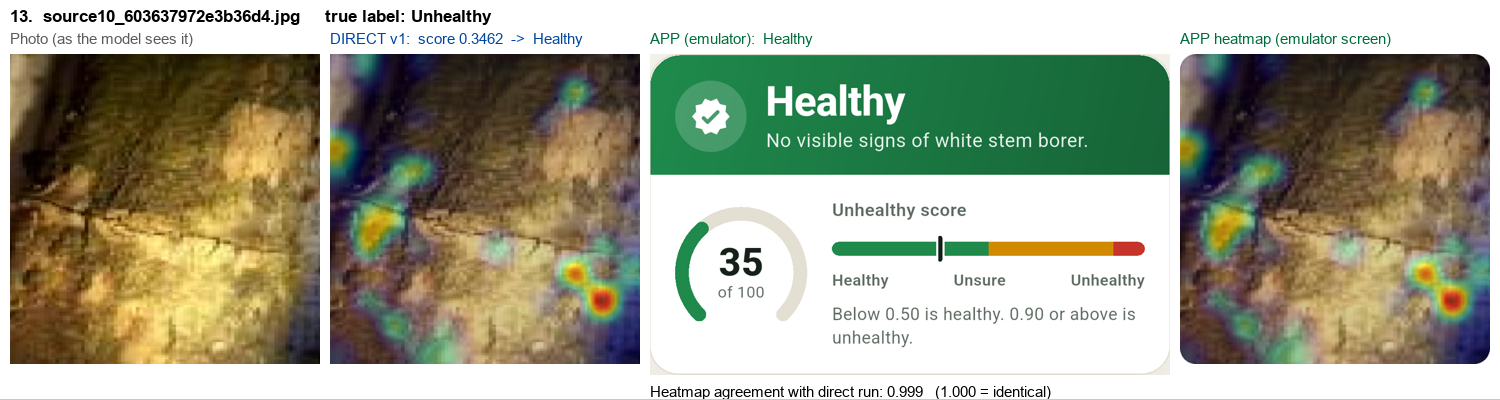 13. source10_603637972e3b36d4.jpg true label: Unhealthy
Photo (as the model sees it)
DIRECT v1: score 0.3462 -> Healthy
APP (emulator): Healthy
APP heatmap (emulator screen)
Healthy
No visible signs of white stem borer.
35
of 100
Unhealthy score
Healthy Unsure Unhealthy
Below 0.50 is healthy. 0.90 or above is
unhealthy.
Heatmap agreement with direct run: 0.999 (1.000 = identical)